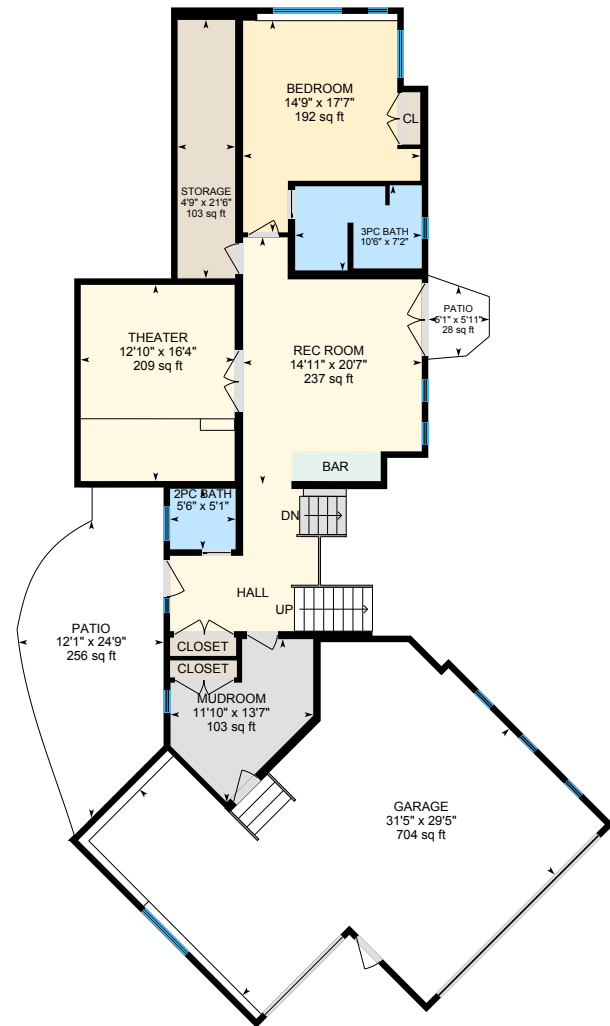 BEDROOM
14'9" x 17'7"
192 sq ft
CL
STORAGE
4'9" x 21'6"
103 sq ft
3PC BATH
10'6" x 7'2"
PATIO
5'1" x 5'11"
28 sq ft
THEATER
12'10" x 16'4"
209 sq ft
REC ROOM
14'11" x 20'7"
237 sq ft
BAR
2PC BATH
5'6" x 5'1"
DN
HALL
UP
PATIO
12'1" x 24'9"
256 sq ft
CLOSET
CLOSET
MUDROOM
11'10" x 13'7"
103 sq ft
GARAGE
31'5" x 29'5"
704 sq ft